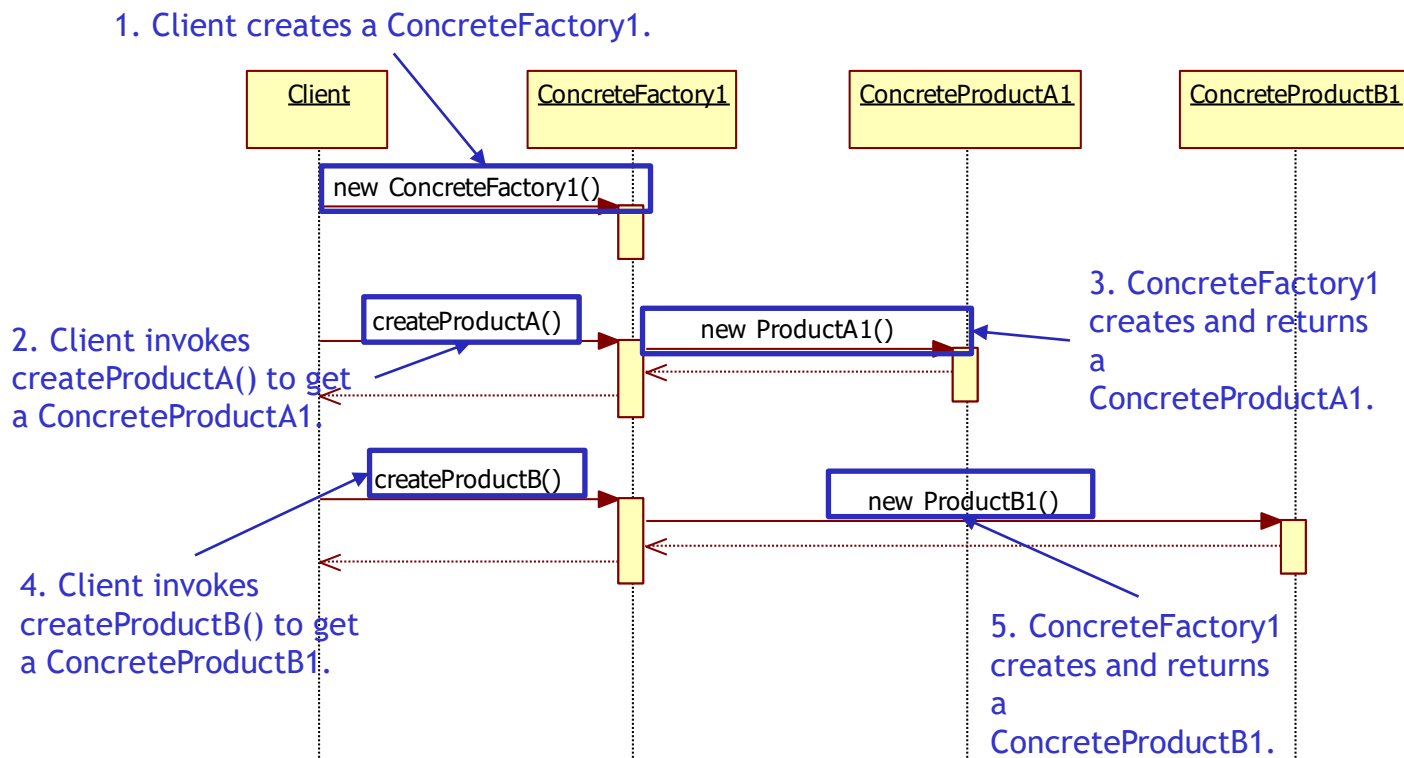 1. Client creates a ConcreteFactory1.
Client
ConcreteFactory1
ConcreteProductA1
ConcreteProductB1
new ConcreteFactory1()
createProductA()
new ProductA1()
3. ConcreteFactory1
creates and returns
a
ConcreteProductA1.
2. Client invokes
createProductA() to get
a ConcreteProductA1.
createProductB()
new ProductB1()
4. Client invokes
createProductB() to get
a ConcreteProductB1.
5. ConcreteFactory1
creates and returns
a
ConcreteProductB1.